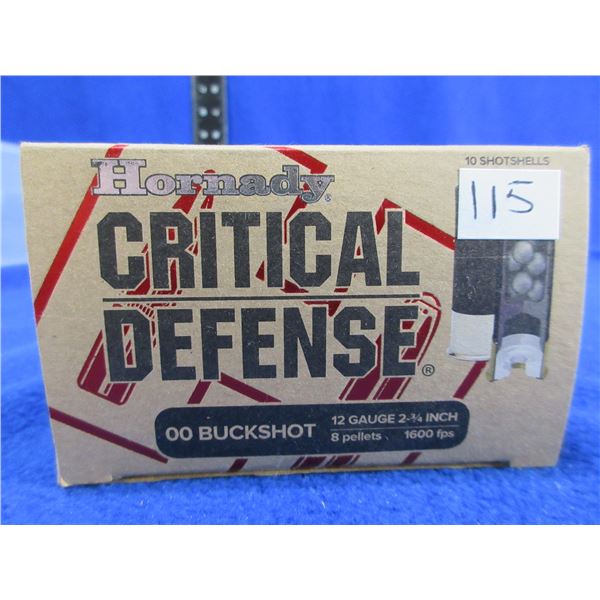 Hornady®
10 SHOTSHELLS
115
CRITICAL
DEFENSE®
00 BUCKSHOT
12 GAUGE 2-¾ INCH
8 pellets 1600 fps